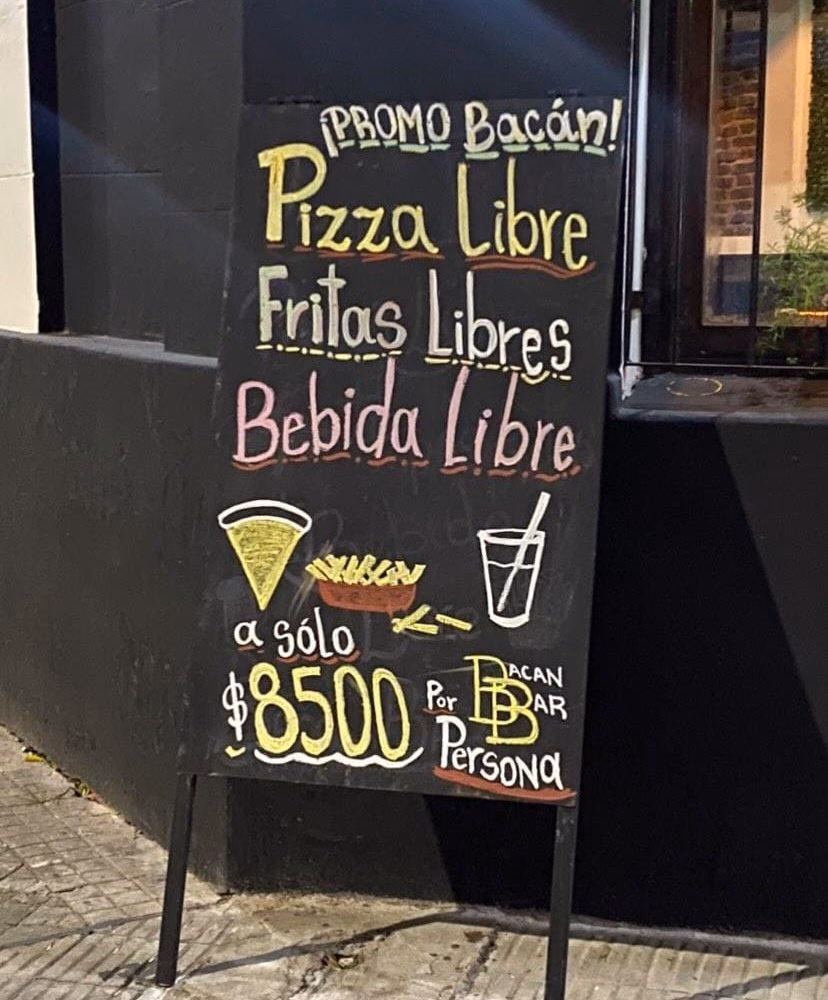 ¡PROMO Bacán!
Pizza Libre
Fritas Libres
Bebida Libre
a sólo
$8500
Por
Persona
BACAN
BAR